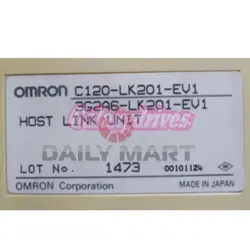 OMRON C120-LK201-EV1
3G2A6-LK201-EV1
HOST LINK UNIT
DAILY MART
LOT No. 1473 00101124
OMRON Corporation MADE IN JAPAN